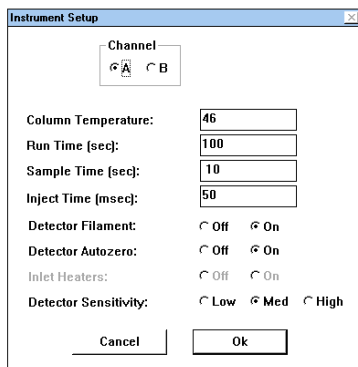 Instrument Setup
Channel
A B
Column Temperature: 46
Run Time (sec): 100
Sample Time (sec): 10
Inject Time (msec): 50
Detector Filament: Off On
Detector Autozero: Off On
Inlet Heaters: Off On
Detector Sensitivity: Low Med High
Cancel Ok